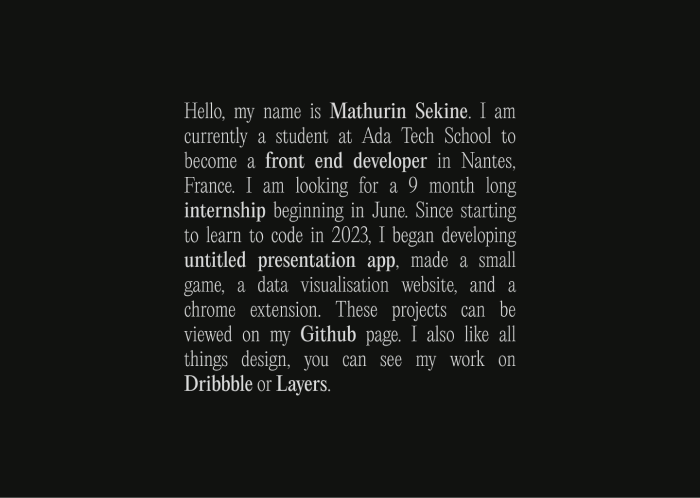 Hello, my name is Mathurin Sekine. I am
currently a student at Ada Tech School to
become a front end developer in Nantes,
France. I am looking for a 9 month long
internship beginning in June. Since starting
to learn to code in 2023, I began developing
untitled presentation app, made a small
game, a data visualisation website, and a
chrome extension. These projects can be
viewed on my Github page. I also like all
things design, you can see my work on
Dribbble or Layers.